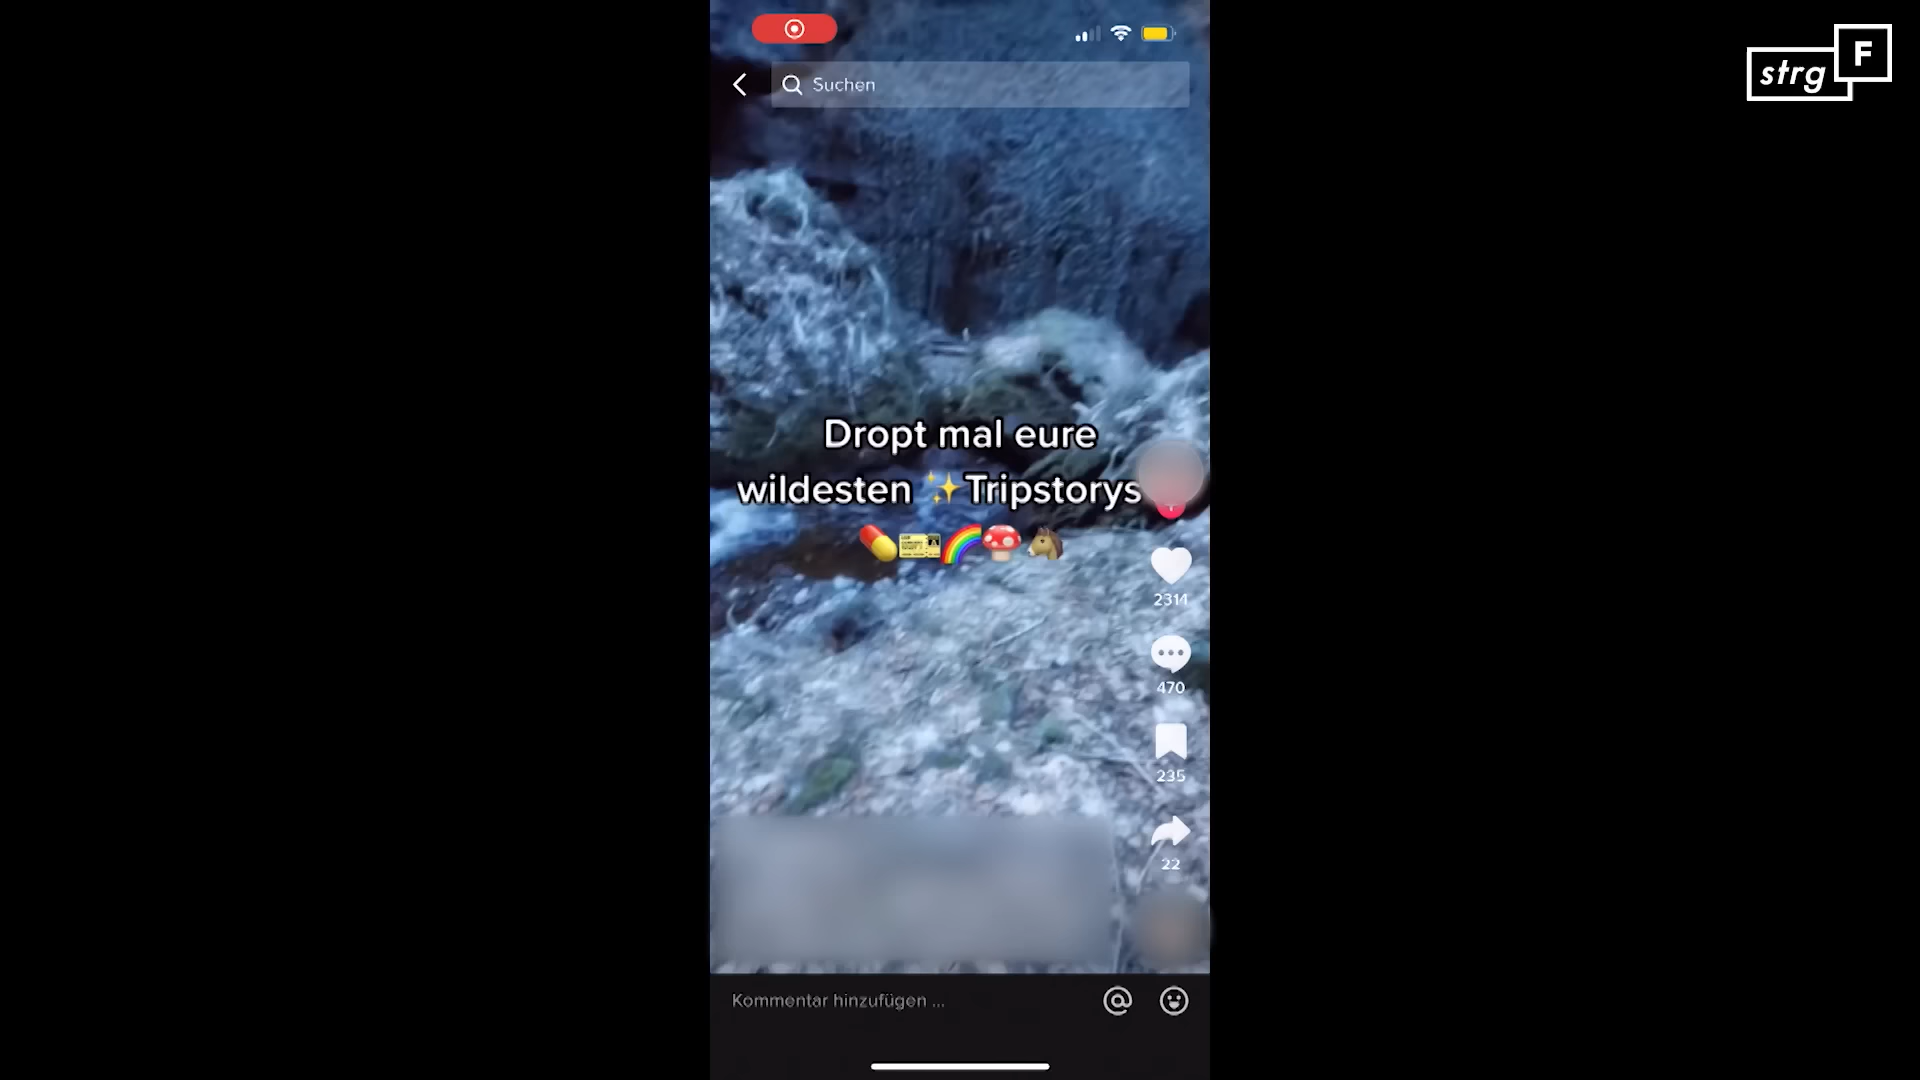 Suchen
strg F
Dropt mal eure
wildesten ✨Tripstorys
💊🎫🌈🍄🐴
2314
470
235
22
Kommentar hinzufügen ...